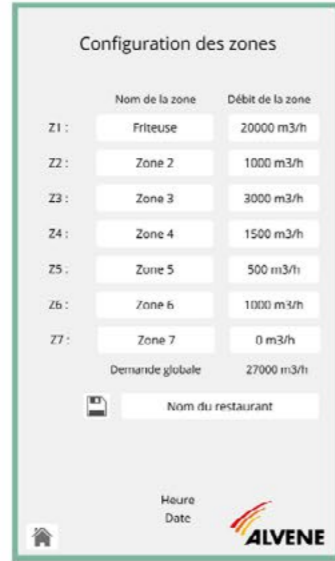 Configuration des zones
Nom de la zone Débit de la zone
Z1 : Friteuse 20000 m3/h
Z2 : Zone 2 1000 m3/h
Z3 : Zone 3 3000 m3/h
Z4 : Zone 4 1500 m3/h
Z5 : Zone 5 500 m3/h
Z6 : Zone 6 1000 m3/h
Z7 : Zone 7 0 m3/h
Demande globale 27000 m3/h
Nom du restaurant
Heure
Date
ALVENE